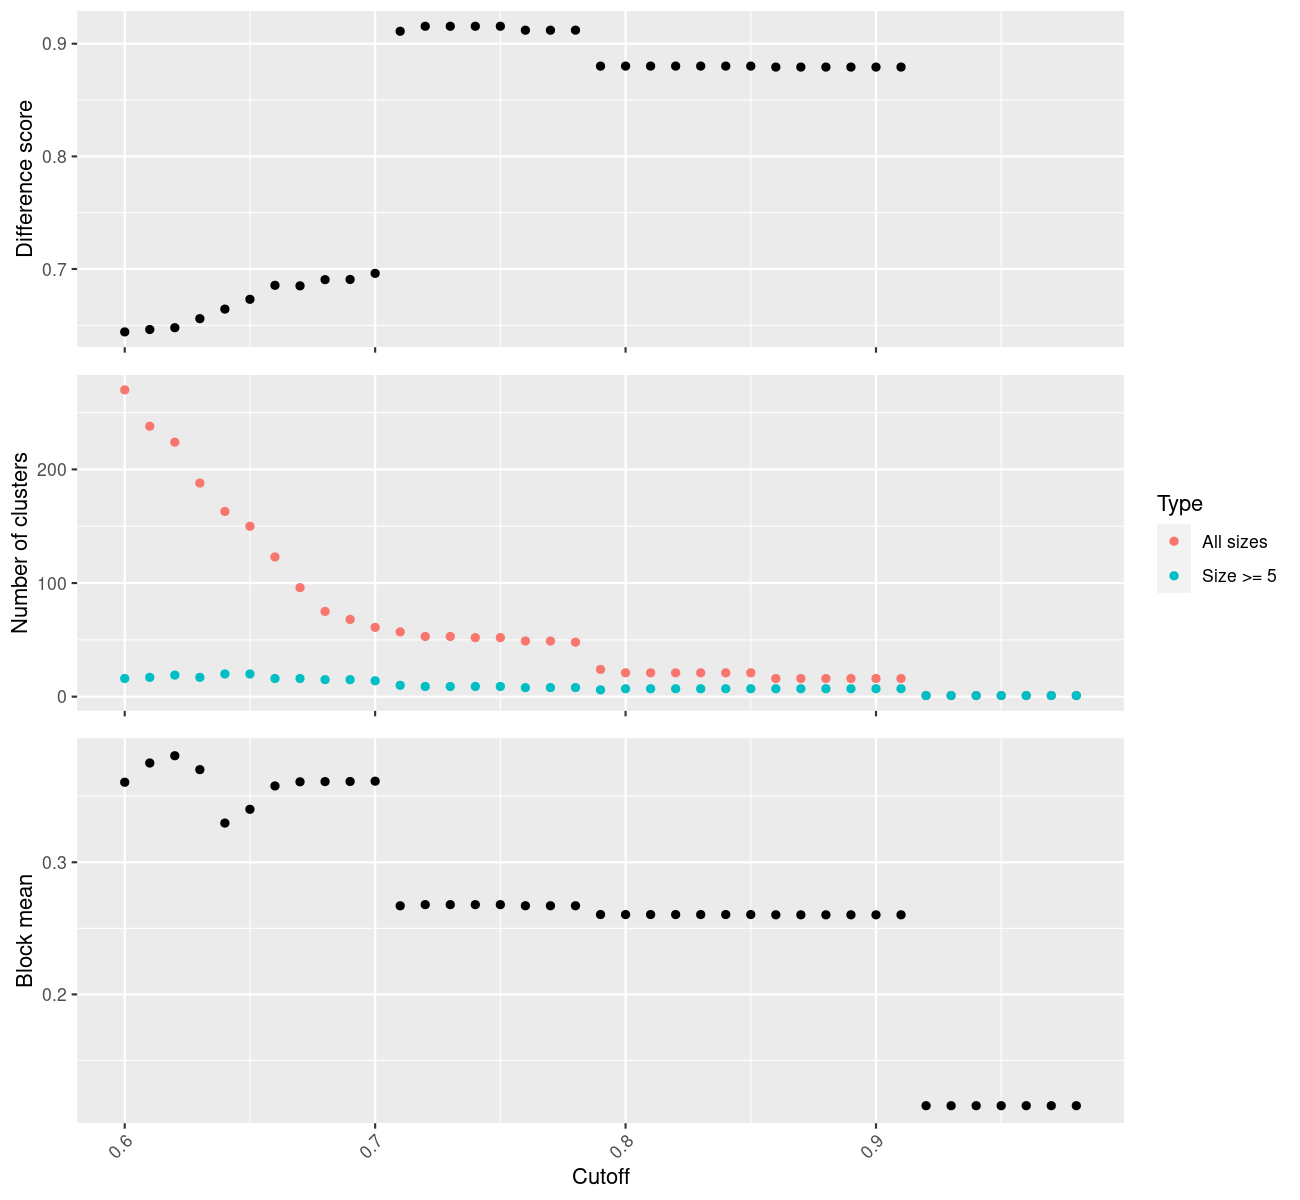 0.9
0.8
0.7
Difference score
200
100
0
Number of clusters
Type
All sizes
Size >= 5
0.3
0.2
Block mean
0.6
0.7
0.8
0.9
Cutoff